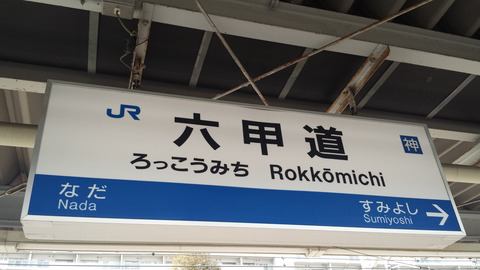 JR 六甲道 神
ろっこうみち Rokkōmichi
なだ すみよし
Nada Sumiyoshi →